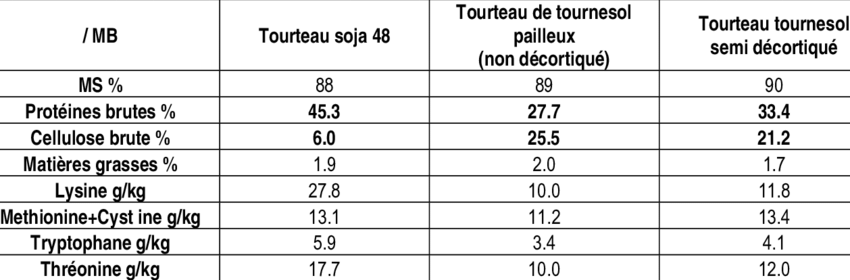 / MB Tourteau soja 48 Tourteau de tournesol pailleux (non décortiqué) Tourteau tournesol semi décortiqué
MS % 88 89 90
Protéines brutes % 45.3 27.7 33.4
Cellulose brute % 6.0 25.5 21.2
Matières grasses % 1.9 2.0 1.7
Lysine g/kg 27.8 10.0 11.8
Methionine+Cyst ine g/kg 13.1 11.2 13.4
Tryptophane g/kg 5.9 3.4 4.1
Thréonine g/kg 17.7 10.0 12.0